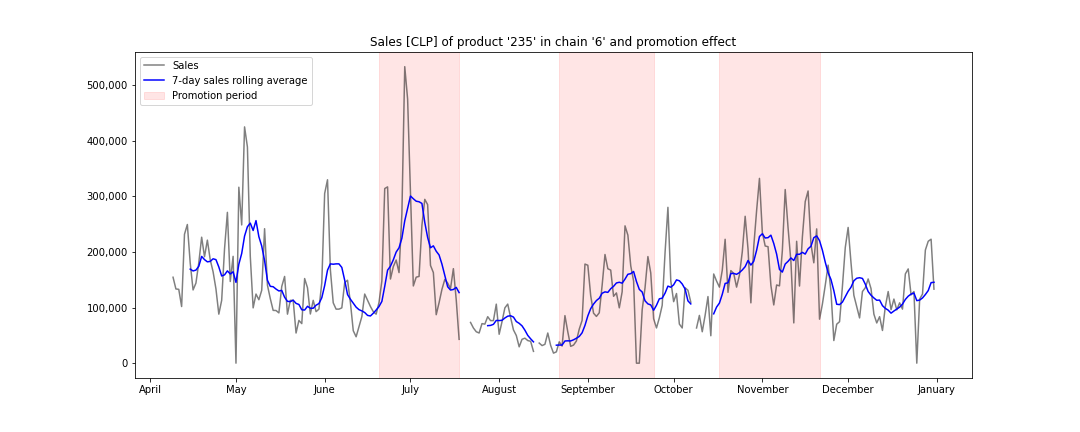 Sales [CLP] of product '235' in chain '6' and promotion effect
Sales
7-day sales rolling average
Promotion period
500,000
400,000
300,000
200,000
100,000
0
April May June July August September October November December January